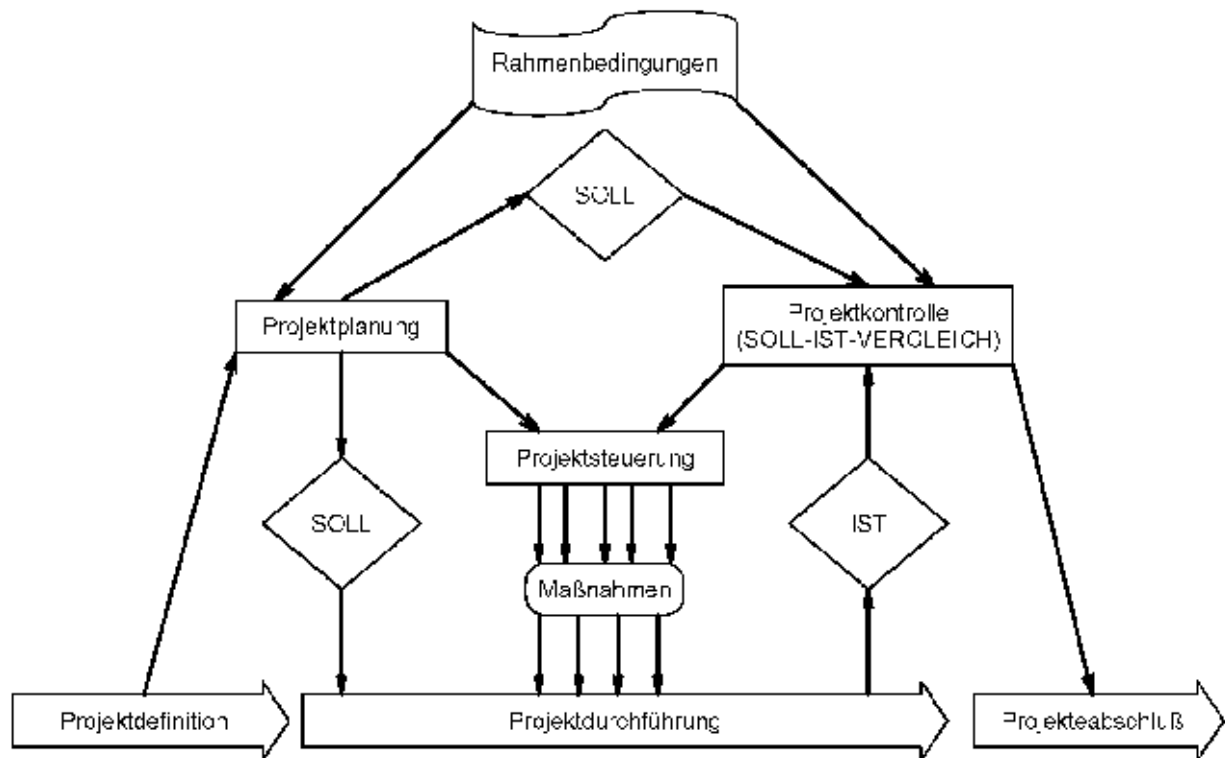 Rahmenbedingungen
SOLL
Projektplanung
Projektkontrolle
(SOLL-IST-VERGLEICH)
Projektsteuerung
SOLL
IST
Maßnahmen
Projektdefinition
Projektdurchführung
Projekteabschluß